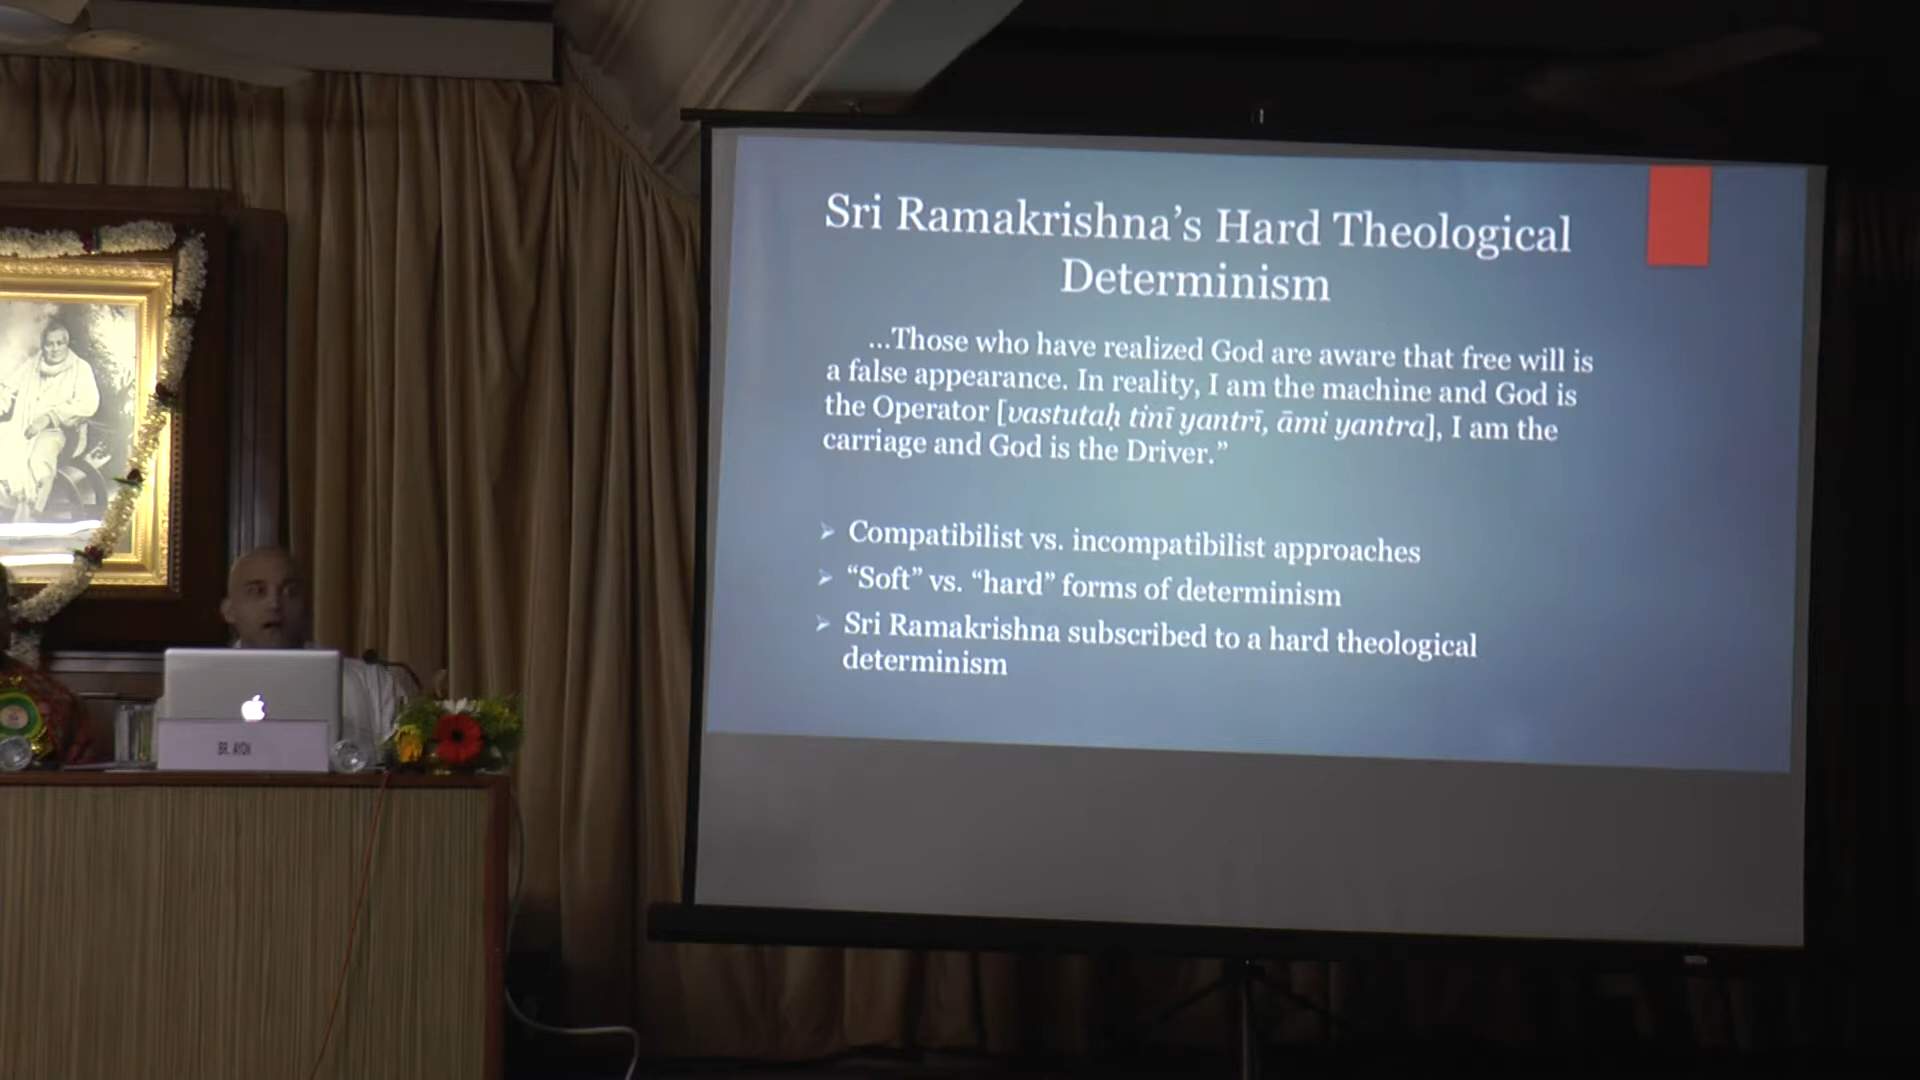 Sri Ramakrishna’s Hard Theological
Determinism
...Those who have realized God are aware that free will is
a false appearance. In reality, I am the machine and God is
the Operator [vastutaḥ tinī yantrī, āmi yantra], I am the
carriage and God is the Driver.”
➢ Compatibilist vs. incompatibilist approaches
➢ “Soft” vs. “hard” forms of determinism
➢ Sri Ramakrishna subscribed to a hard theological
determinism
BR.